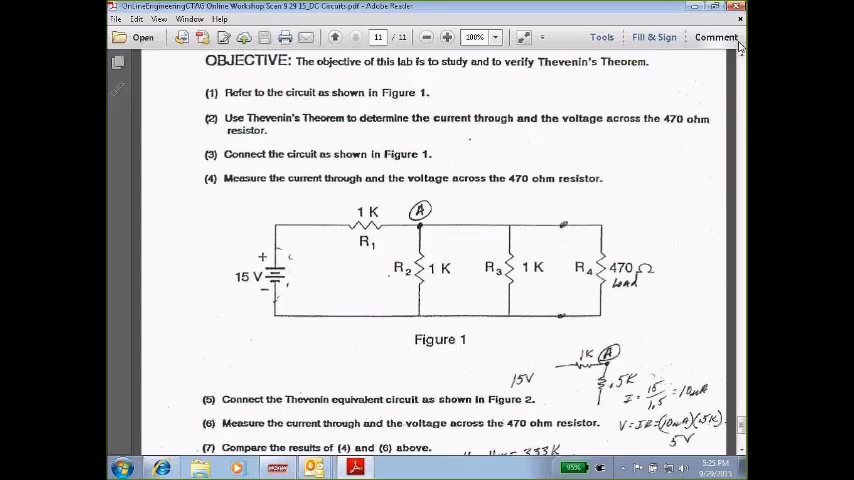 OnLineEngineeringCTAG Online Workshop Scan 9 29 15_DC Circuits.pdf - Adobe Reader
File Edit View Window Help
Open 11 / 11 100% Tools Fill & Sign Comment
OBJECTIVE: The objective of this lab is to study and to verify Thevenin's Theorem.
(1) Refer to the circuit as shown in Figure 1.
(2) Use Thevenin's Theorem to determine the current through and the voltage across the 470 ohm
resistor.
(3) Connect the circuit as shown in Figure 1.
(4) Measure the current through and the voltage across the 470 ohm resistor.
1 K A
R1
+
15 V
−
R2 1 K R3 1 K R4 470 Ω
LOAD
Figure 1
1K A
15V .5K
I = 15/1.5 = 10mA
(5) Connect the Thevenin equivalent circuit as shown in Figure 2.
(6) Measure the current through and the voltage across the 470 ohm resistor.
V = IR = (10mA)(.5K)
5V
(7) Compare the results of (4) and (6) above.
= 333K
95% 5:25 PM
9/29/2015